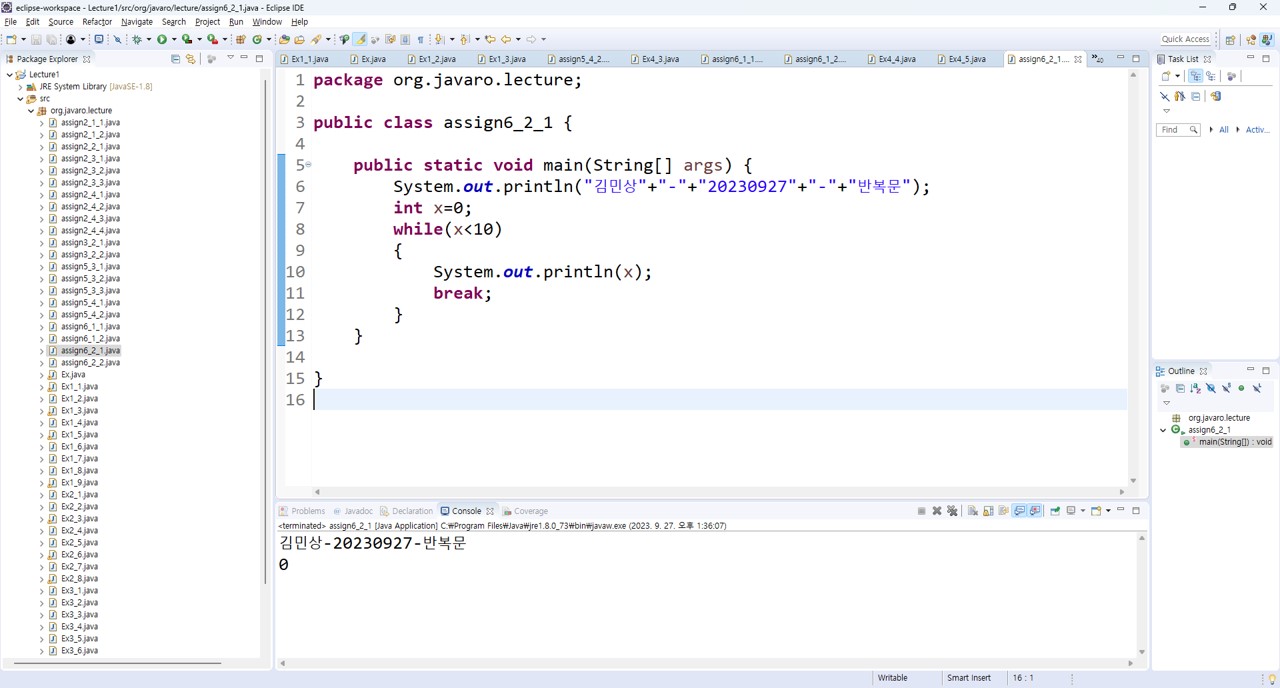 eclipse-workspace - Lecture1/src/org/javaro/lecture/assign6_2_1.java - Eclipse IDE
File Edit Source Refactor Navigate Search Project Run Window Help
Quick Access
Package Explorer
Lecture1
JRE System Library [JavaSE-1.8]
src
org.javaro.lecture
assign2_1_1.java
assign2_1_2.java
assign2_2_1.java
assign2_3_1.java
assign2_3_2.java
assign2_3_3.java
assign2_4_1.java
assign2_4_2.java
assign2_4_3.java
assign2_4_4.java
assign3_2_1.java
assign3_2_2.java
assign5_3_1.java
assign5_3_2.java
assign5_3_3.java
assign5_4_1.java
assign5_4_2.java
assign6_1_1.java
assign6_1_2.java
assign6_2_1.java
assign6_2_2.java
Ex.java
Ex1_1.java
Ex1_2.java
Ex1_3.java
Ex1_4.java
Ex1_5.java
Ex1_6.java
Ex1_7.java
Ex1_8.java
Ex1_9.java
Ex2_1.java
Ex2_2.java
Ex2_3.java
Ex2_4.java
Ex2_5.java
Ex2_6.java
Ex2_7.java
Ex2_8.java
Ex3_1.java
Ex3_2.java
Ex3_3.java
Ex3_4.java
Ex3_5.java
Ex3_6.java
Ex1_1.java Ex.java Ex1_2.java Ex1_3.java assign5_4_2.... Ex4_3.java assign6_1_1.... assign6_1_2.... Ex4_4.java Ex4_5.java assign6_2_1.... »40
1 package org.javaro.lecture;
2
3 public class assign6_2_1 {
4
5 public static void main(String[] args) {
6 System.out.println("김민상"+"-"+"20230927"+"-"+"반복문");
7 int x=0;
8 while(x<10)
9 {
10 System.out.println(x);
11 break;
12 }
13 }
14
15 }
16
Problems Javadoc Declaration Console Coverage
<terminated> assign6_2_1 [Java Application] C:₩Program Files₩Java₩jre1.8.0_73₩bin₩javaw.exe (2023. 9. 27. 오후 1:36:07)
김민상-20230927-반복문
0
Task List
Find All Activ...
Outline
org.javaro.lecture
assign6_2_1
main(String[]) : void
Writable Smart Insert 16 : 1